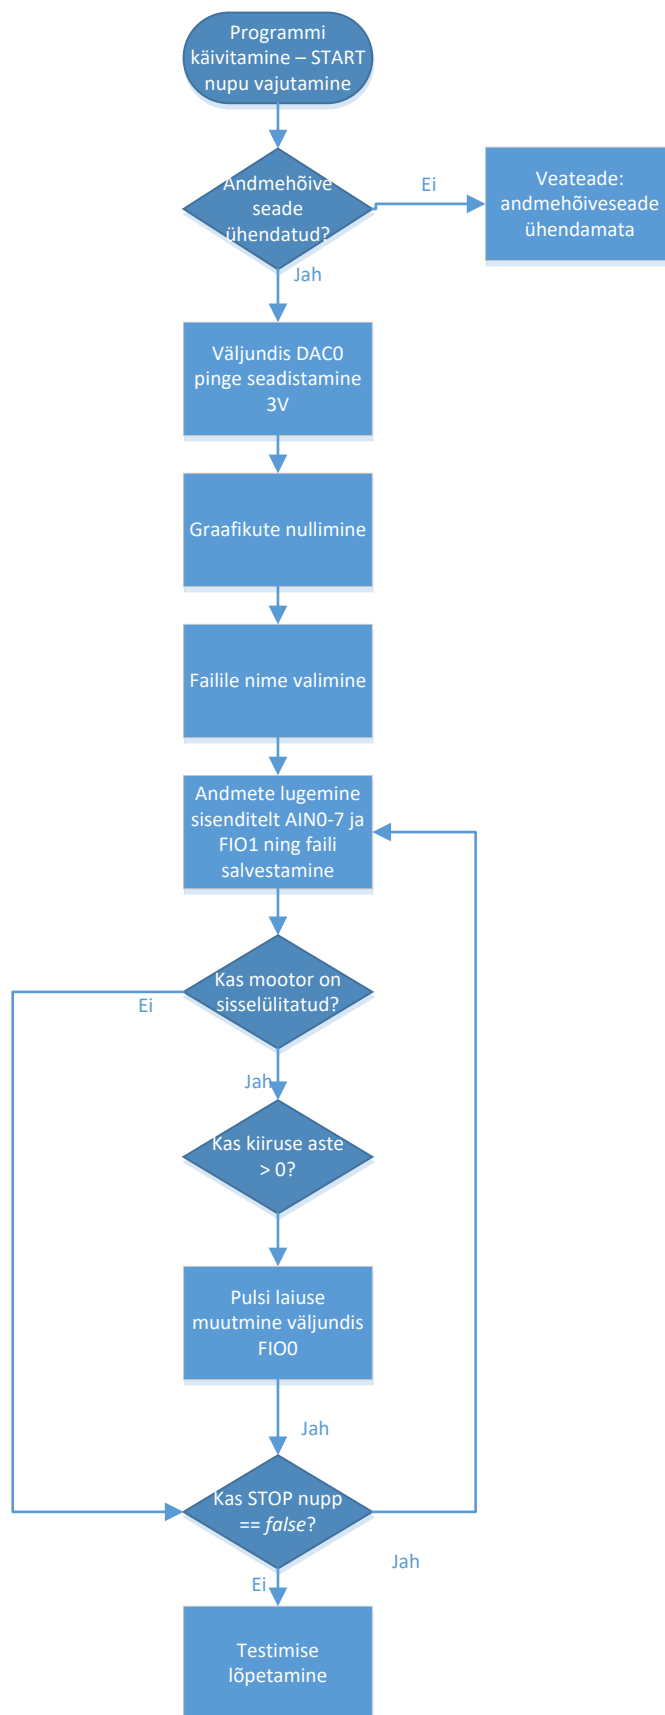 Programmi
käivitamine – START
nupu vajutamine
Andmehõive
seade
ühendatud?
Ei
Veateade:
andmehõiveseade
ühendamata
Jah
Väljundis DAC0
pinge seadistamine
3V
Graafikute nullimine
Failile nime valimine
Andmete lugemine
sisenditelt AIN0-7 ja
FIO1 ning faili
salvestamine
Kas mootor on
sisselülitatud?
Ei
Jah
Kas kiiruse aste
> 0?
Pulsi laiuse
muutmine väljundis
FIO0
Jah
Kas STOP nupp
== false?
Jah
Ei
Testimise
lõpetamine